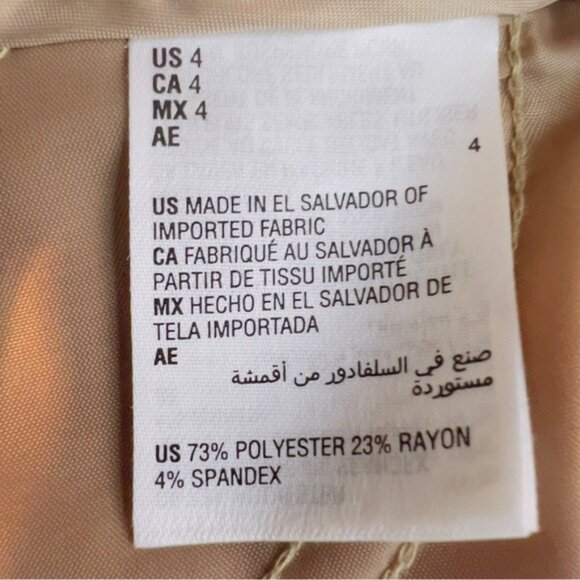 US 4
CA 4
MX 4
AE
4
US MADE IN EL SALVADOR OF
IMPORTED FABRIC
CA FABRIQUÉ AU SALVADOR À
PARTIR DE TISSU IMPORTÉ
MX HECHO EN EL SALVADOR DE
TELA IMPORTADA
AE
صنع في السلفادور من أقمشة
مستوردة
US 73% POLYESTER 23% RAYON
4% SPANDEX